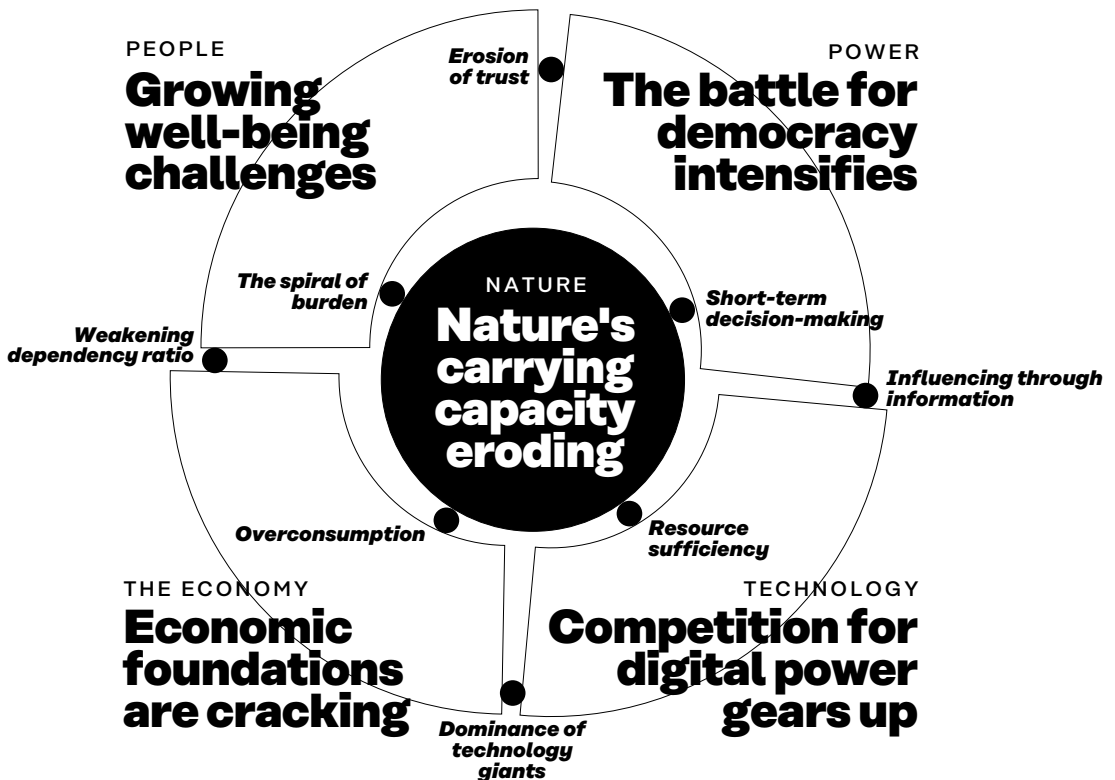 PEOPLE
Growing
well-being
challenges
Erosion
of trust
POWER
The battle for
democracy
intensifies
The spiral of
burden
NATURE
Nature's
carrying
capacity
eroding
Short-term
decision-making
Weakening
dependency ratio
Influencing through
information
Overconsumption
Resource
sufficiency
THE ECONOMY
Economic
foundations
are cracking
TECHNOLOGY
Competition for
digital power
gears up
Dominance of
technology
giants